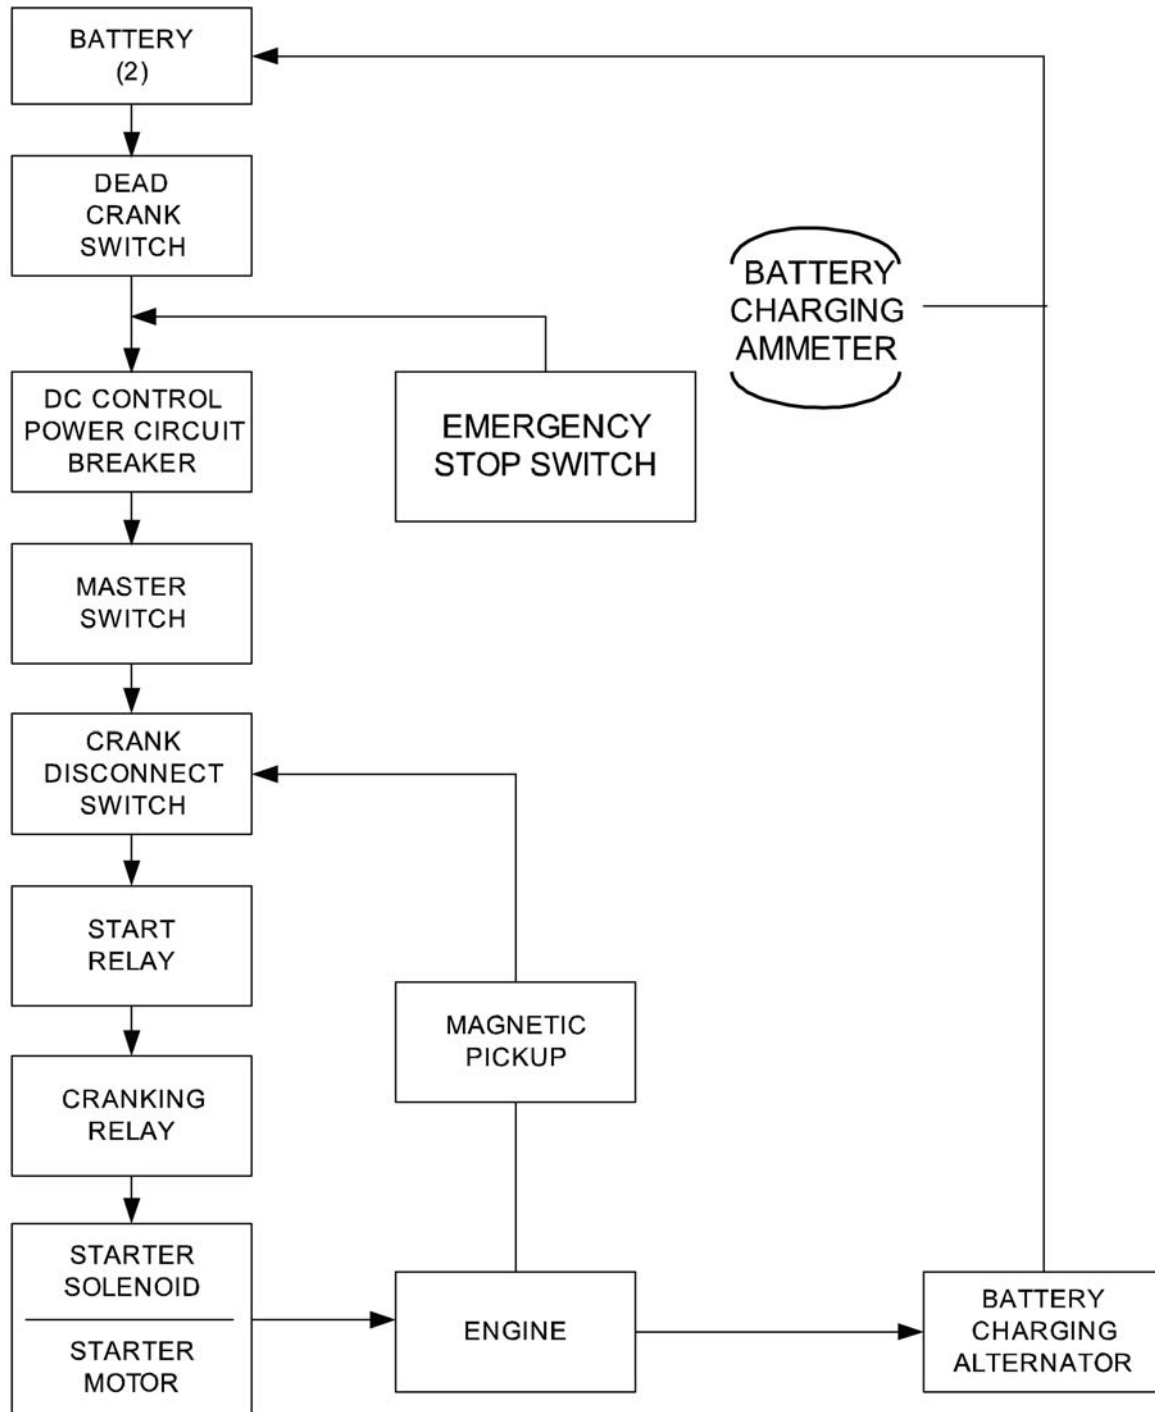 BATTERY
(2)
DEAD
CRANK
SWITCH
BATTERY
CHARGING
AMMETER
DC CONTROL
POWER CIRCUIT
BREAKER
EMERGENCY
STOP SWITCH
MASTER
SWITCH
CRANK
DISCONNECT
SWITCH
START
RELAY
MAGNETIC
PICKUP
CRANKING
RELAY
STARTER
SOLENOID
STARTER
MOTOR
ENGINE
BATTERY
CHARGING
ALTERNATOR